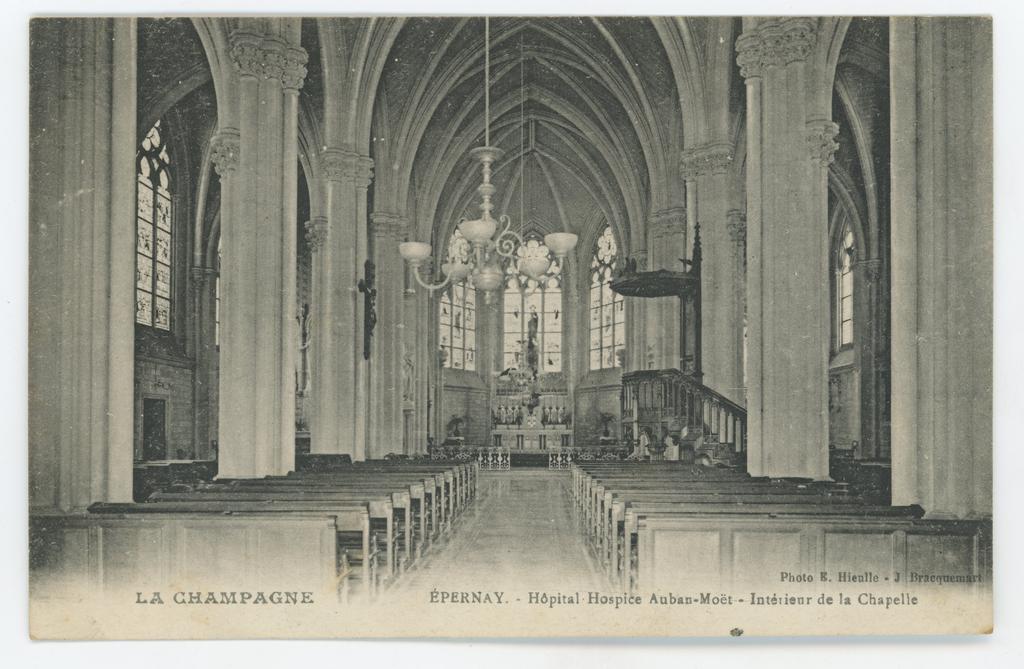 Photo E. Hieulle - J Bracquemart
LA CHAMPAGNE
ÉPERNAY. - Hôpital Hospice Auban-Moët - Intérieur de la Chapelle